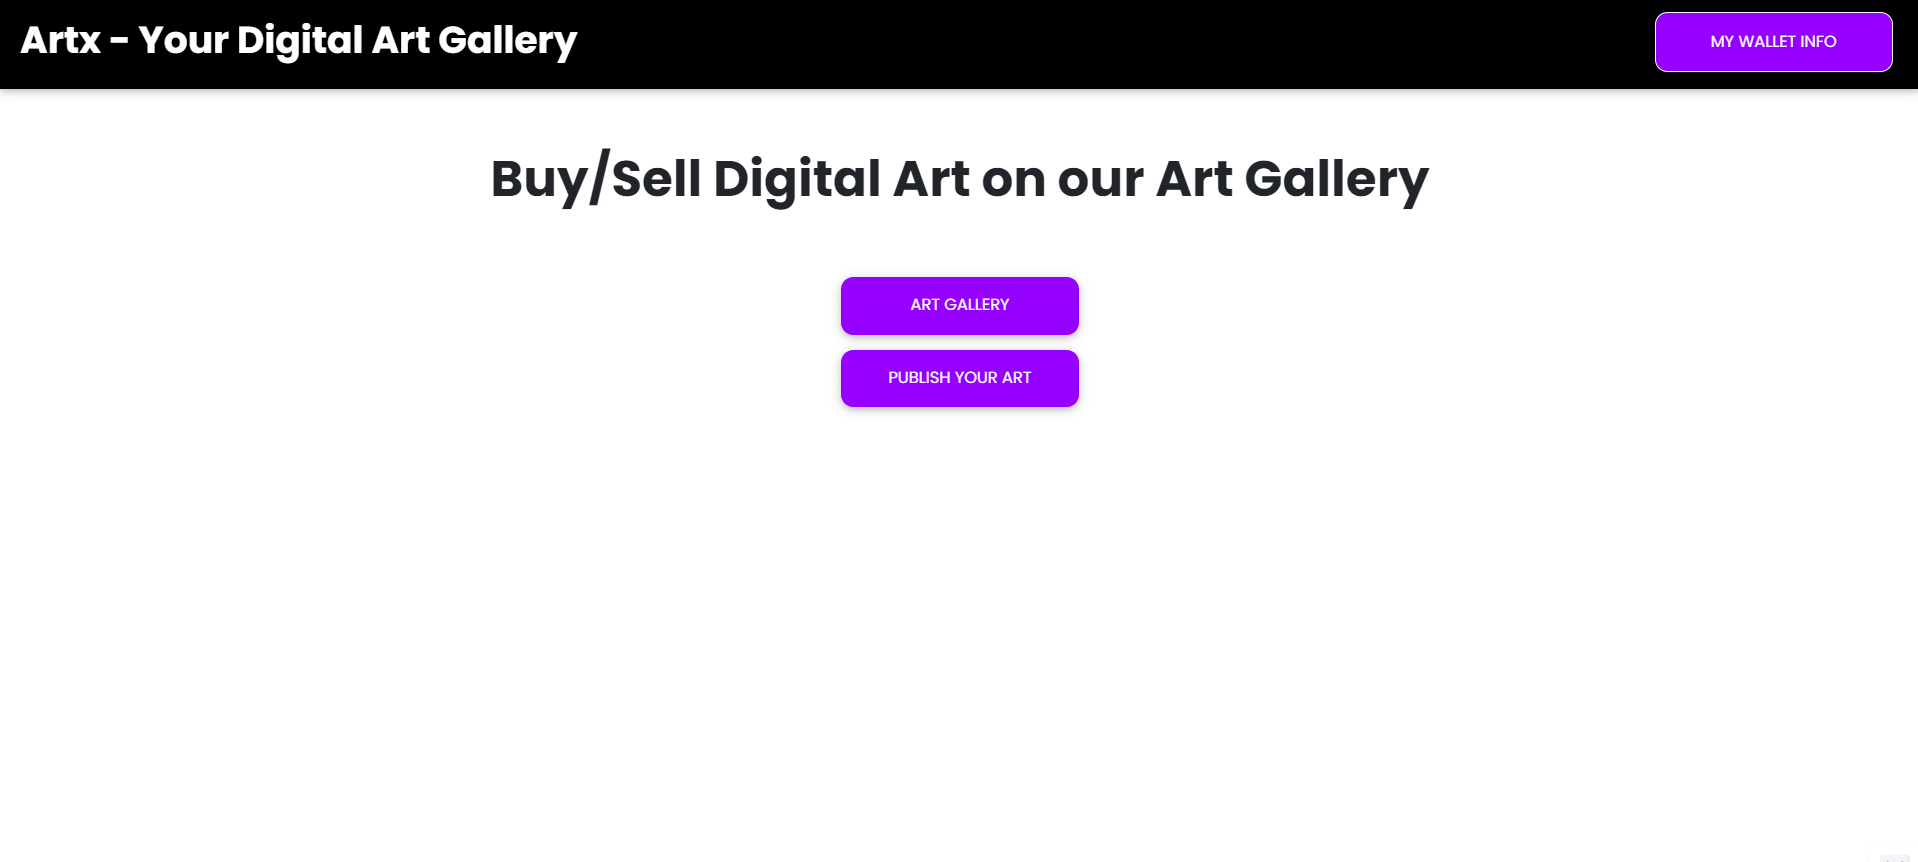 Artx - Your Digital Art Gallery
MY WALLET INFO
Buy/Sell Digital Art on our Art Gallery
ART GALLERY
PUBLISH YOUR ART